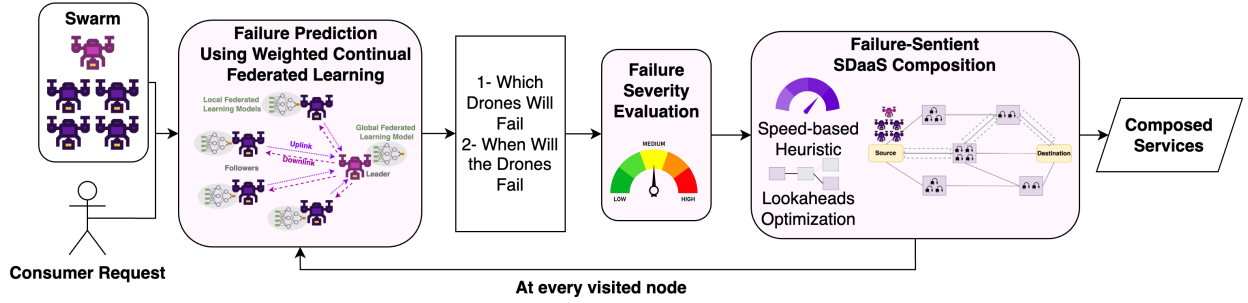 Swarm
Consumer Request
Failure Prediction
Using Weighted Continual
Federated Learning
Local Federated
Learning Models
Global Federated
Learning Model
Uplink
Downlink
Followers
Leader
1- Which
Drones Will
Fail
2- When Will
the Drones
Fail
Failure
Severity
Evaluation
MEDIUM
LOW
HIGH
Failure-Sentient
SDaaS Composition
Speed-based
Heuristic
Lookaheads
Optimization
Source
Destination
Composed
Services
At every visited node